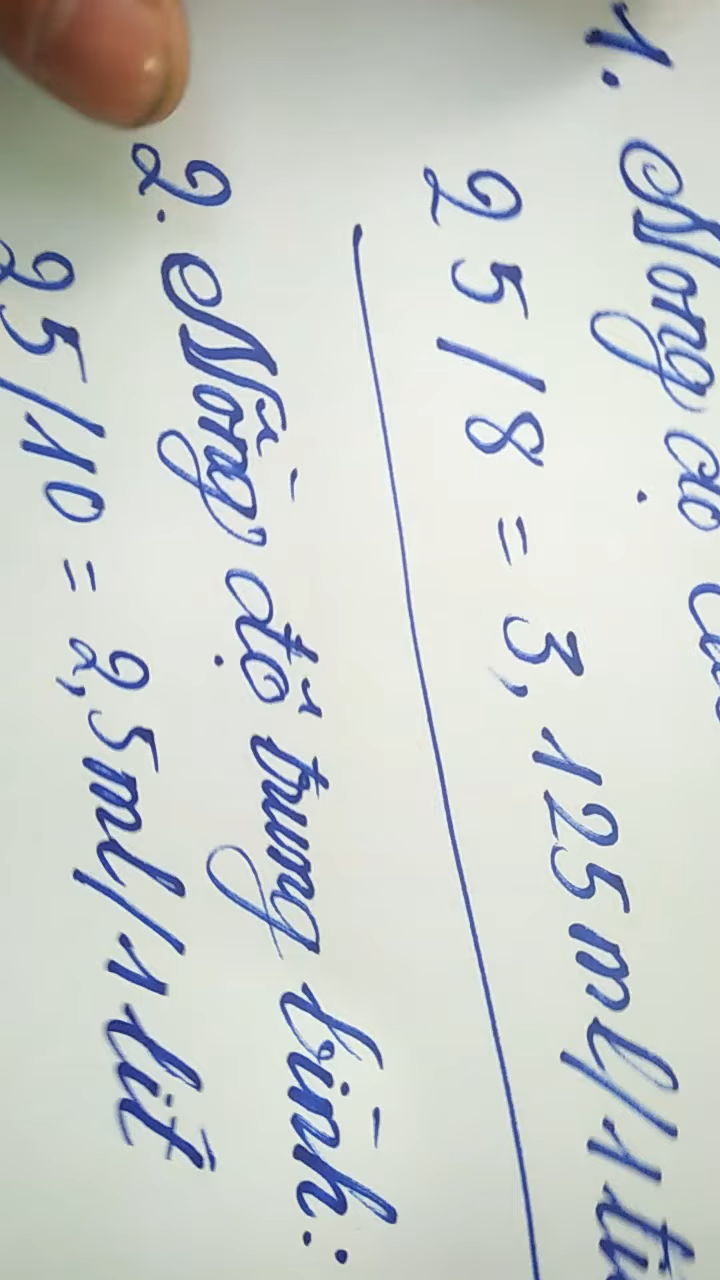 1. Nồng độ
25/8 = 3,125ml/1
2. Nồng độ trung bình:
25/10 = 2,5ml/1 lít